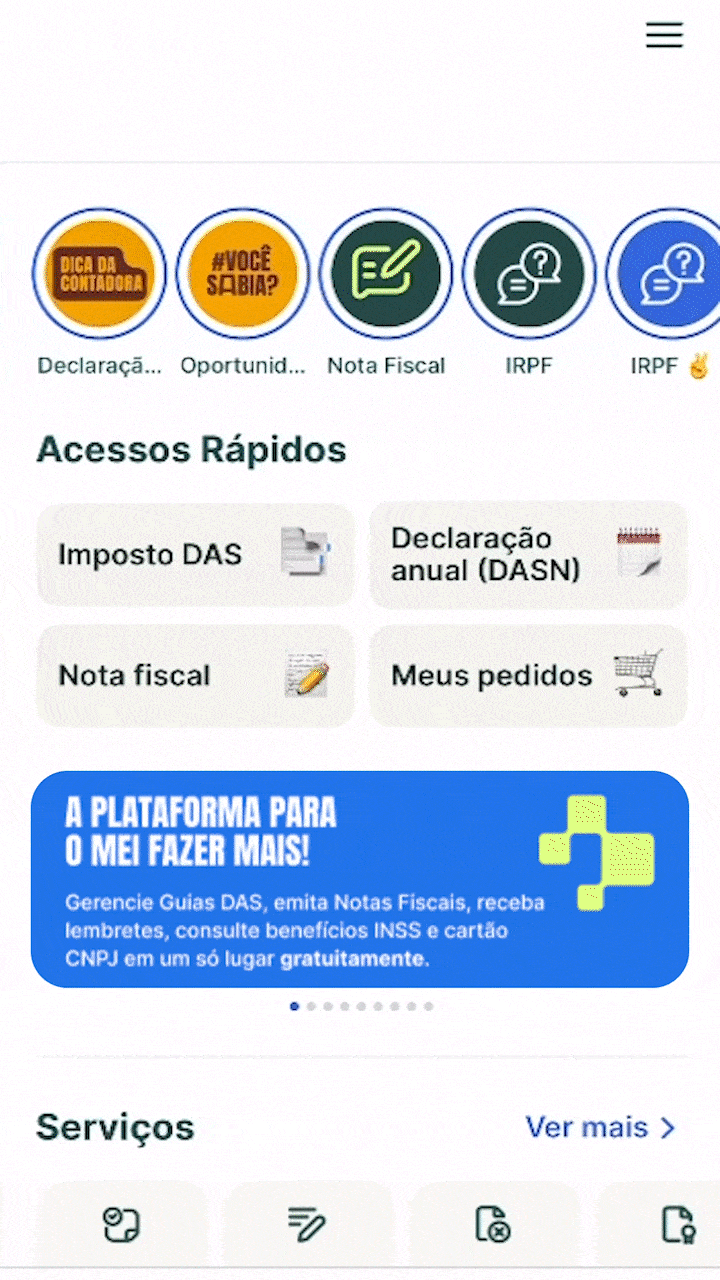 DICA DA
CONTADORA
#VOCÊ
SABIA?
Declaraçã...
Oportunid...
Nota Fiscal
IRPF
IRPF ✌️
Acessos Rápidos
Imposto DAS
Declaração
anual (DASN)
Nota fiscal
Meus pedidos
A PLATAFORMA PARA
O MEI FAZER MAIS!
Gerencie Guias DAS, emita Notas Fiscais, receba
lembretes, consulte benefícios INSS e cartão
CNPJ em um só lugar gratuitamente.
Serviços
Ver mais